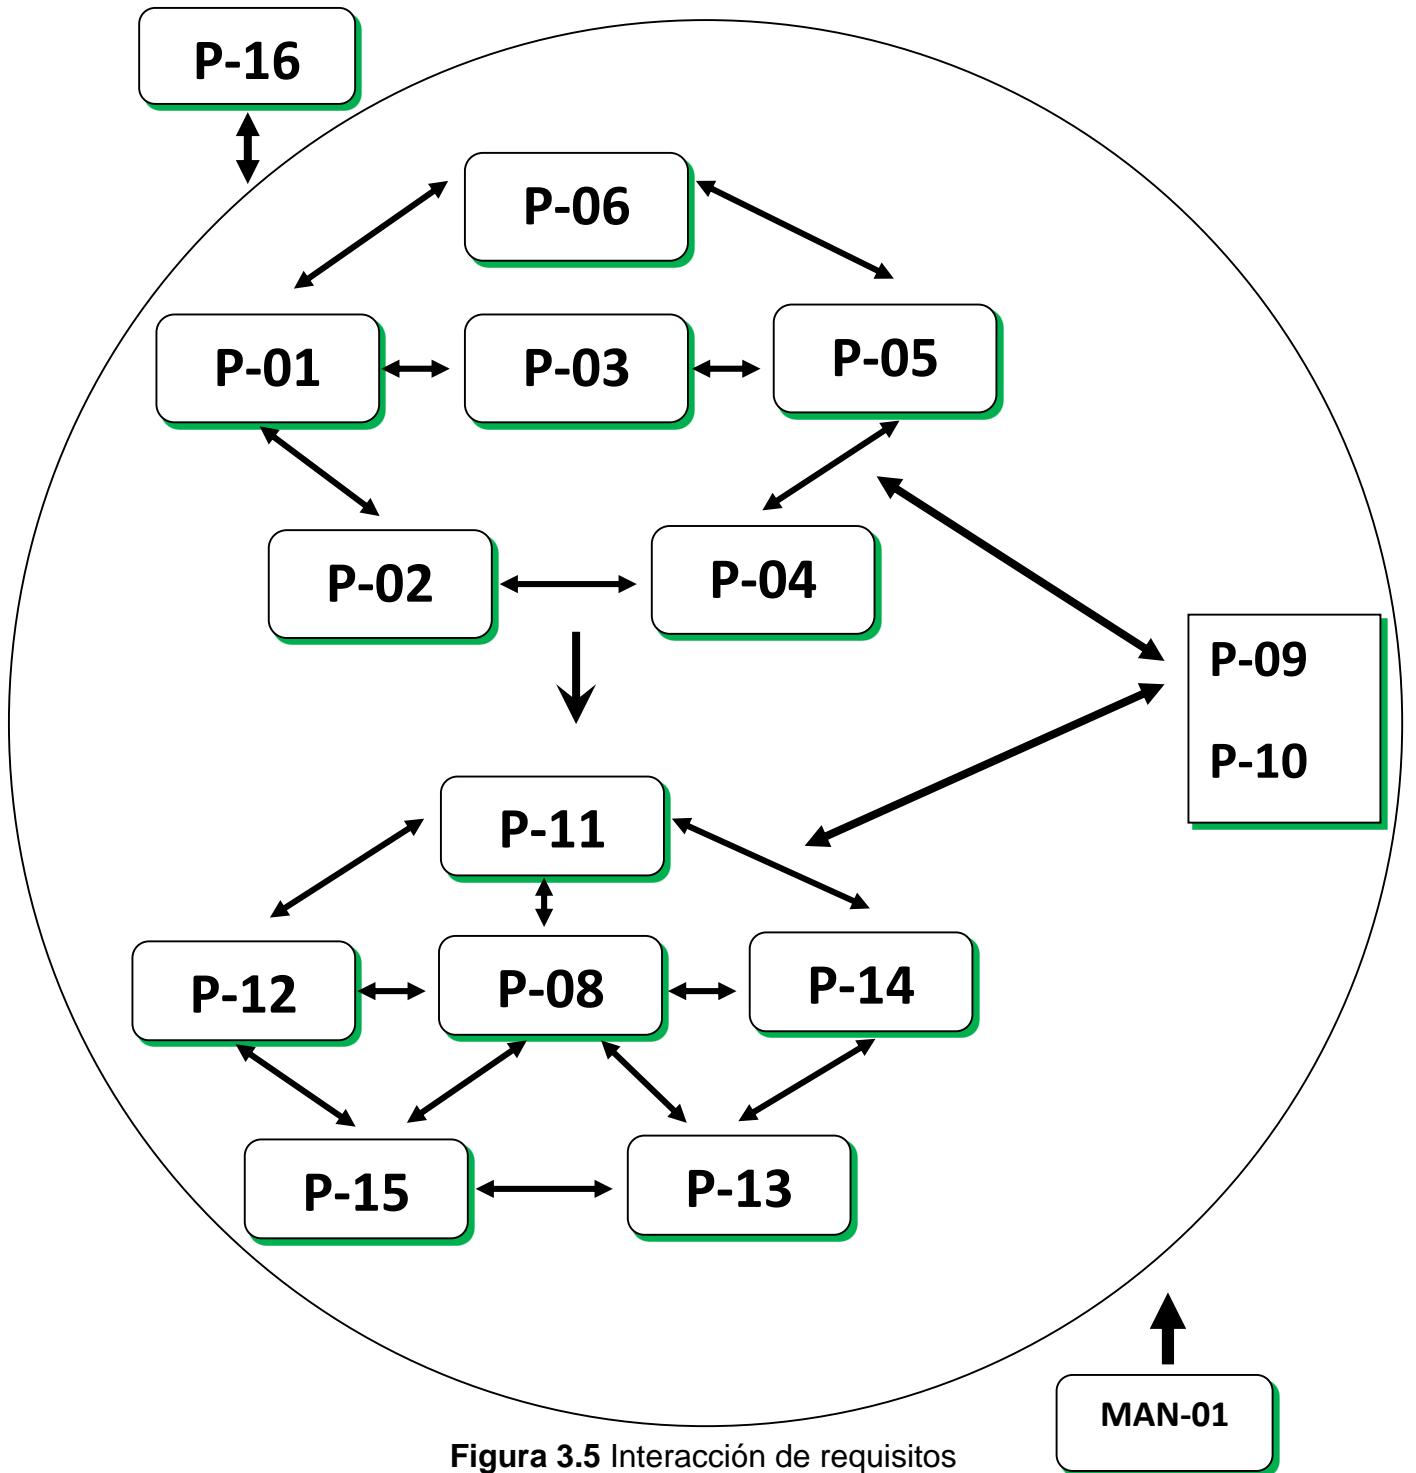 P-16
P-06
P-01
P-03
P-05
P-02
P-04
P-09
P-10
P-11
P-12
P-08
P-14
P-15
P-13
MAN-01
Figura 3.5 Interacción de requisitos